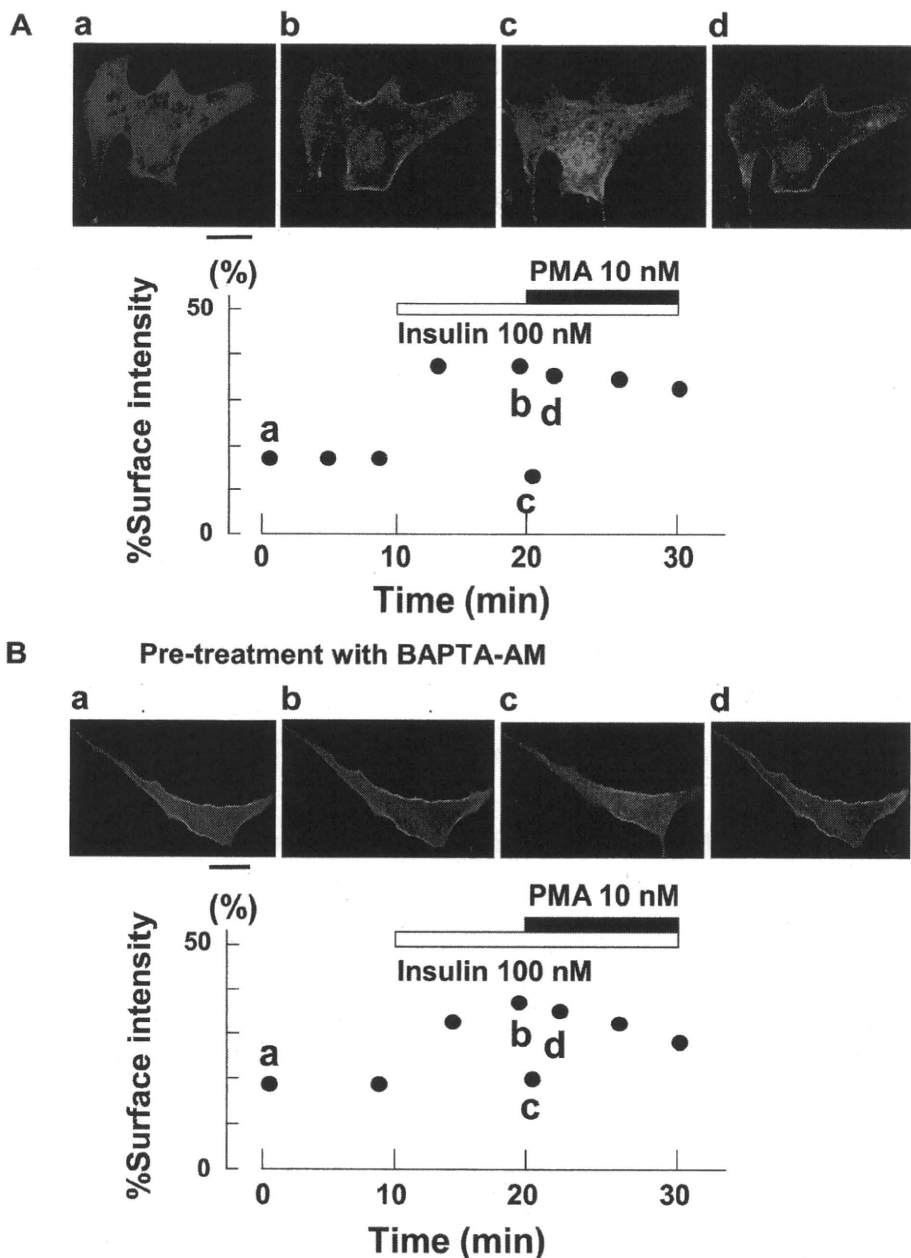 A
a b c d
(%)
PMA 10 nM
50
Insulin 100 nM
%Surface intensity
a
b d
c
0
0 10 20 30
Time (min)
B Pre-treatment with BAPTA-AM
a b c d
(%)
PMA 10 nM
50
Insulin 100 nM
%Surface intensity
a
b d
c
0
0 10 20 30
Time (min)